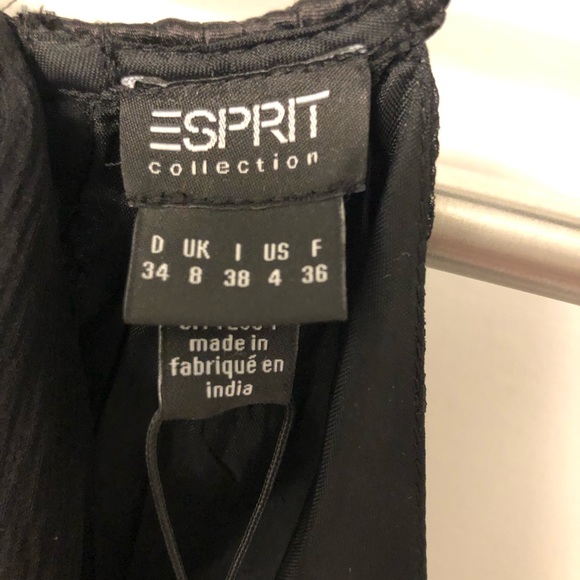 ESPRIT
collection
D UK I US F
34 8 38 4 36
made in
fabriqué en
india